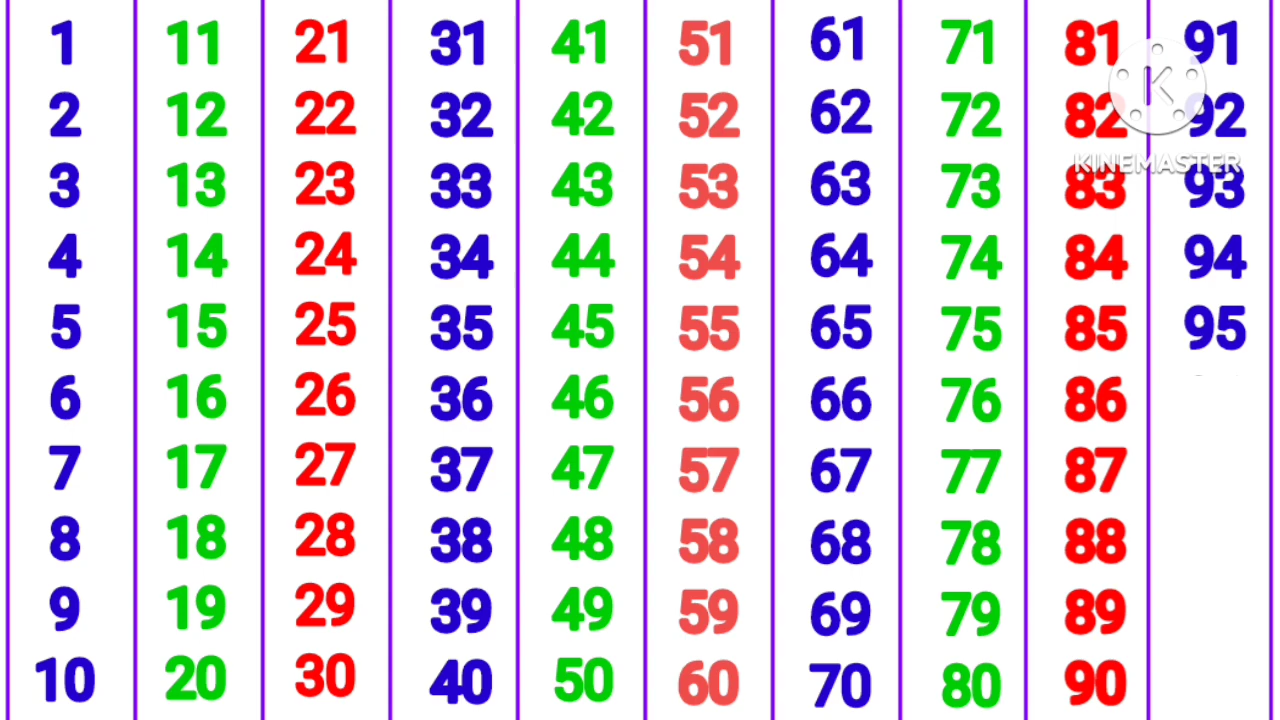 1 11 21 31 41 51 61 71 81 91
2 12 22 32 42 52 62 72 82 92
3 13 23 33 43 53 63 73 83 93
KINEMASTER
4 14 24 34 44 54 64 74 84 94
5 15 25 35 45 55 65 75 85 95
6 16 26 36 46 56 66 76 86
7 17 27 37 47 57 67 77 87
8 18 28 38 48 58 68 78 88
9 19 29 39 49 59 69 79 89
10 20 30 40 50 60 70 80 90